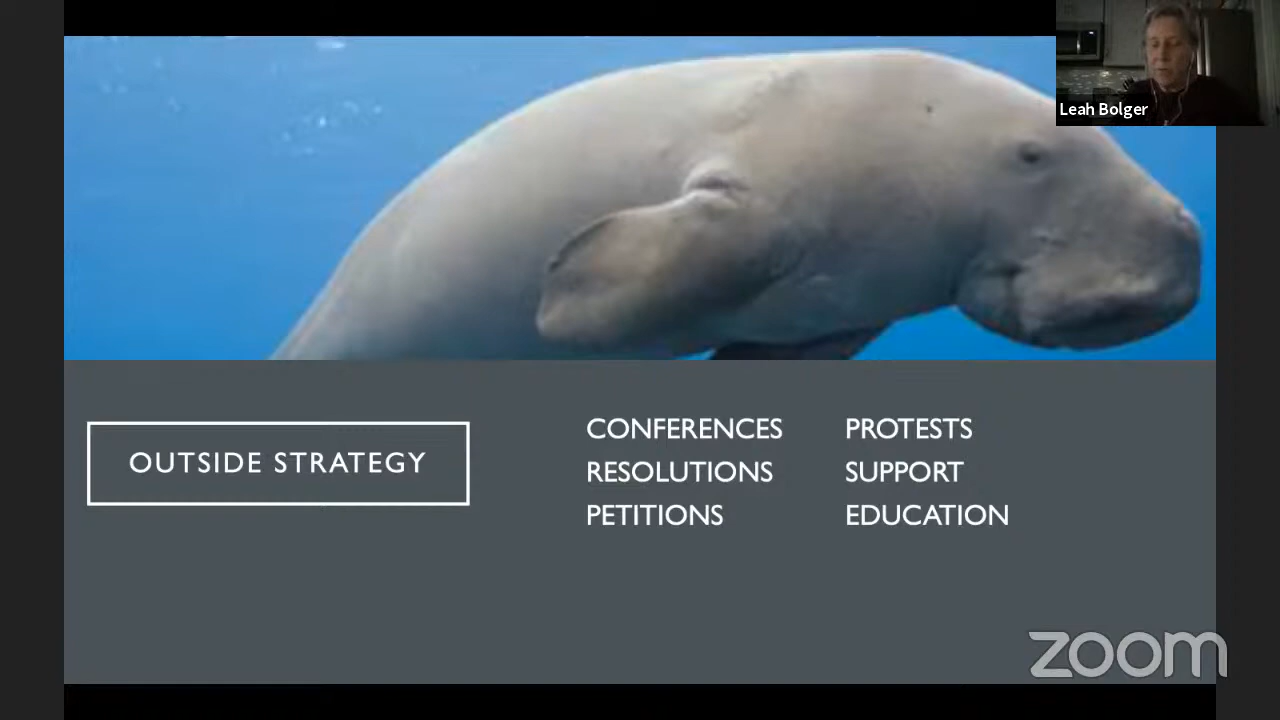 Leah Bolger
OUTSIDE STRATEGY
CONFERENCES
RESOLUTIONS
PETITIONS
PROTESTS
SUPPORT
EDUCATION
zoom